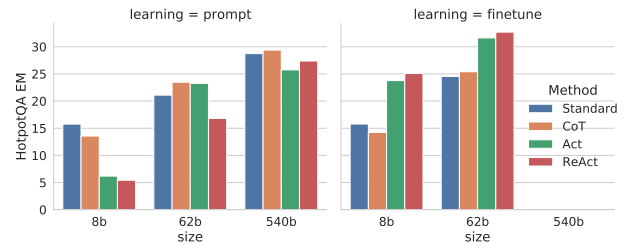 learning = prompt
learning = finetune
HotpotQA EM
30
25
20
15
10
5
0
8b
62b
540b
size
8b
62b
540b
size
Method
Standard
CoT
Act
ReAct